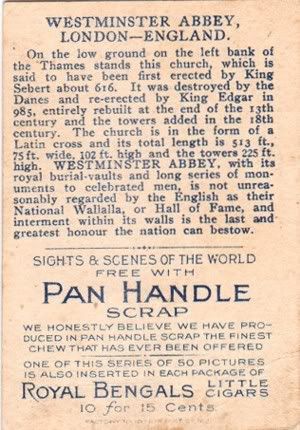 WESTMINSTER ABBEY,
LONDON—ENGLAND.
On the low ground on the left bank of
the Thames stands this church, which is
said to have been first erected by King
Sebert about 616. It was destroyed by the
Danes and re-erected by King Edgar in
985, entirely rebuilt at the end of the 13th
century and the towers added in the 18th
century. The church is in the form of a
Latin cross and its total length is 513 ft.,
75 ft. wide, 102 ft. high and the towers 225 ft.
high. WESTMINSTER ABBEY, with its
royal burial-vaults and long series of monu-
ments to celebrated men, is not unrea-
sonably regarded by the English as their
National Wallalla, or Hall of Fame, and
interment within its walls is the last and
greatest honour the nation can bestow.
SIGHTS & SCENES OF THE WORLD
FREE WITH
PAN HANDLE
SCRAP
WE HONESTLY BELIEVE WE HAVE PRO-
DUCED IN PAN HANDLE SCRAP THE FINEST
CHEW THAT HAS EVER BEEN OFFERED
ONE OF THIS SERIES OF 50 PICTURES
IS ALSO INSERTED IN EACH PACKAGE OF
ROYAL BENGALS LITTLE CIGARS
10 for 15 Cents.